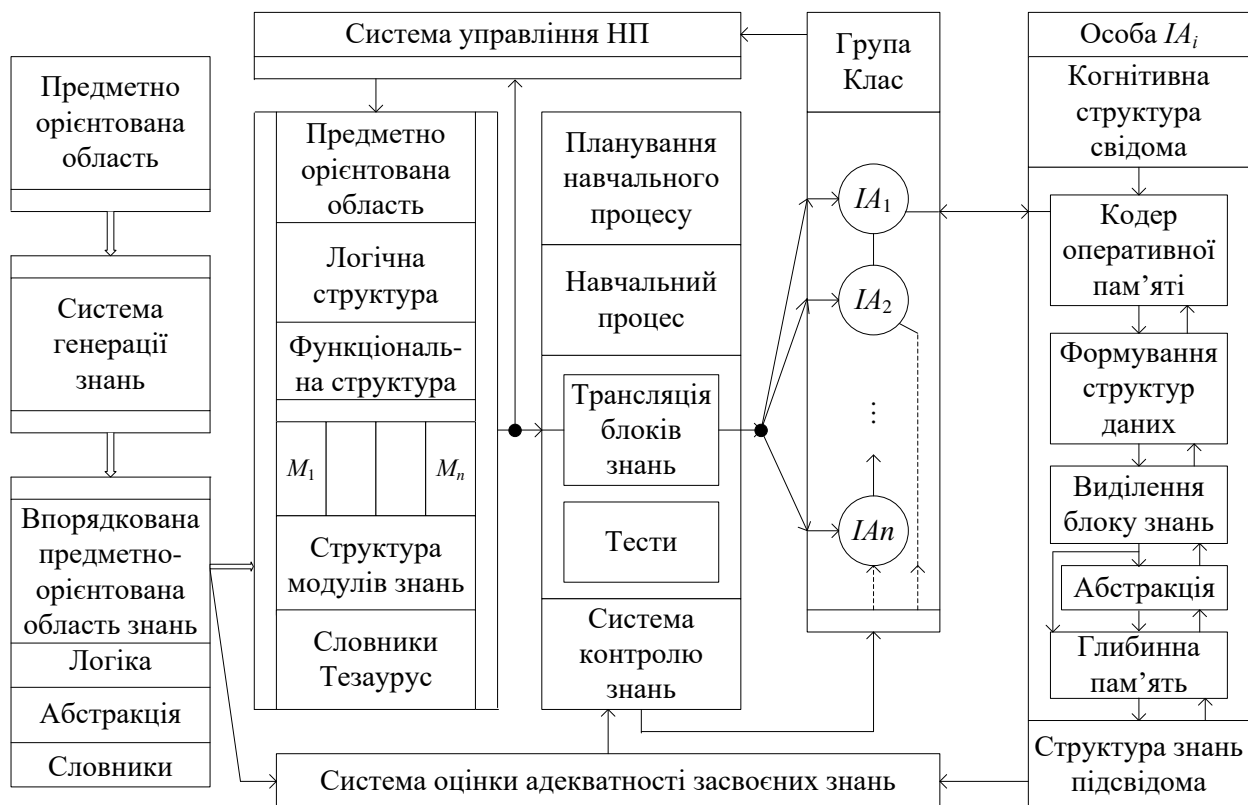 Предметно
орієнтована
область
Система
генерації
знань
Впорядкована
предметно-
орієнтована
область знань
Логіка
Абстракція
Словники
Система управління НП
Предметно
орієнтована
область
Логічна
структура
Функціональ-
на структура
M1 Mn
Структура
модулів знань
Словники
Тезаурус
Планування
навчального
процесу
Навчальний
процес
Трансляція
блоків
знань
Тести
Система
контролю
знань
Група
Клас
IA1
IA2
⋮
IAn
Особа IAi
Когнітивна
структура
свідома
Кодер
оперативної
пам’яті
Формування
структур
даних
Виділення
блоку знань
Абстракція
Глибинна
пам’ять
Структура знань
підсвідома
Система оцінки адекватності засвоєних знань